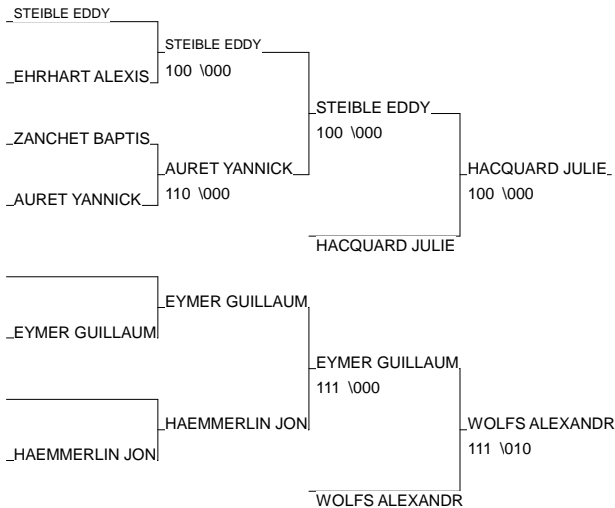 STEIBLE EDDY
STEIBLE EDDY
100 \000
EHRHART ALEXIS
STEIBLE EDDY
100 \000
ZANCHET BAPTIS
AURET YANNICK
110 \000
AURET YANNICK
HACQUARD JULIE
100 \000
HACQUARD JULIE
EYMER GUILLAUM
EYMER GUILLAUM
EYMER GUILLAUM
111 \000
HAEMMERLIN JON
HAEMMERLIN JON
WOLFS ALEXANDR
111 \010
WOLFS ALEXANDR